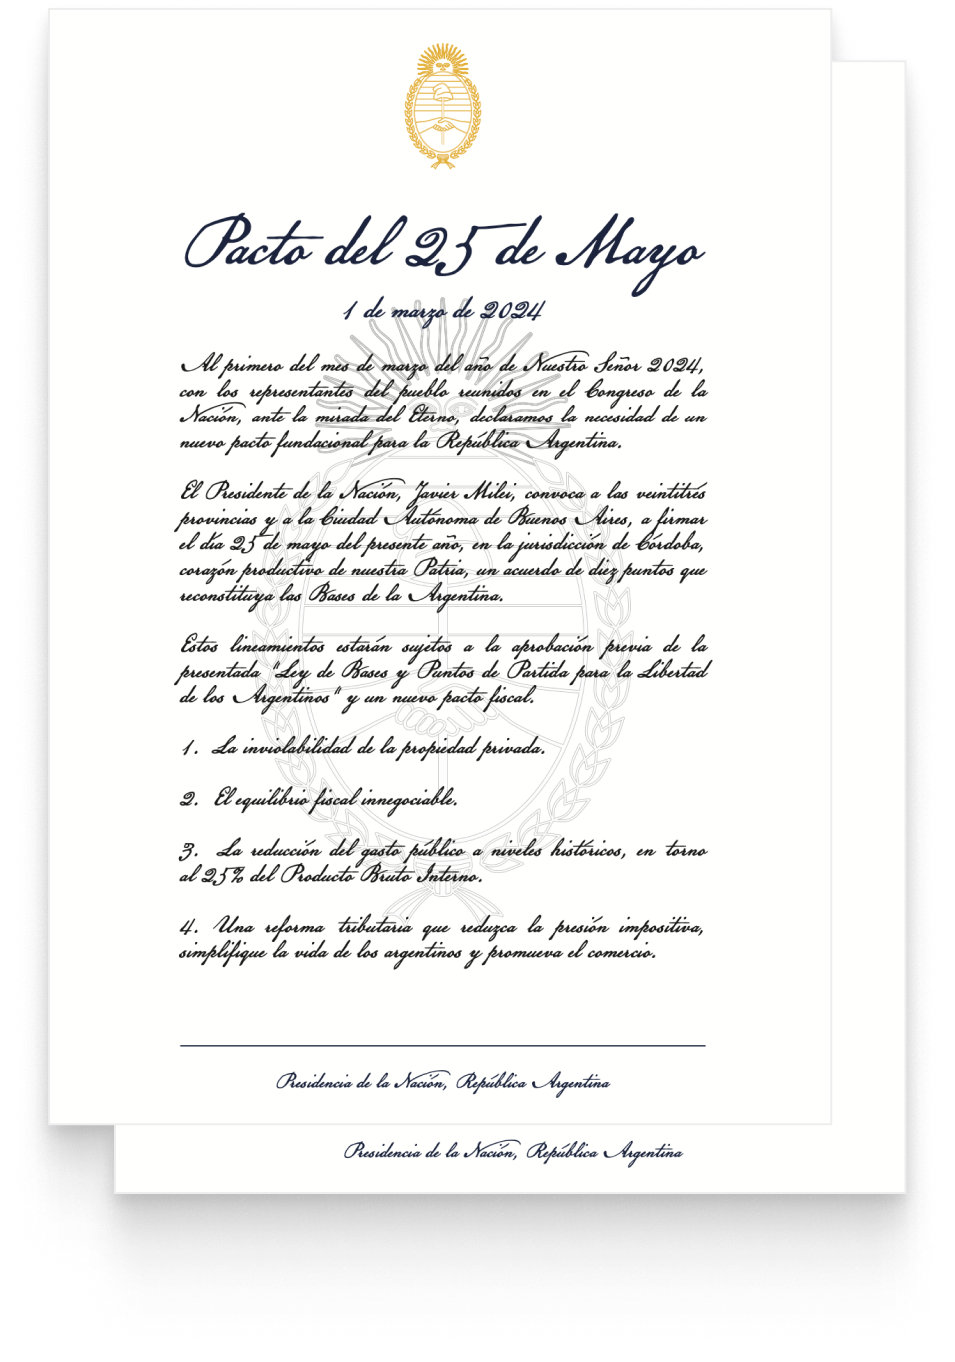 Pacto del 25 de Mayo
1 de marzo de 2024
Al primero del mes de marzo del año de Nuestro Señor 2024,
con los representantes del pueblo reunidos en el Congreso de la
Nación, ante la mirada del Eterno, declaramos la necesidad de un
nuevo pacto fundacional para la República Argentina.
El Presidente de la Nación, Javier Milei, convoca a las veintitrés
provincias y a la Ciudad Autónoma de Buenos Aires, a firmar
el día 25 de mayo del presente año, en la jurisdicción de Córdoba,
corazón productivo de nuestra Patria, un acuerdo de diez puntos que
reconstituya las Bases de la Argentina.
Estos lineamientos estarán sujetos a la aprobación previa de la
presentada "Ley de Bases y Puntos de Partida para la Libertad
de los Argentinos" y un nuevo pacto fiscal.
1. La inviolabilidad de la propiedad privada.
2. El equilibrio fiscal innegociable.
3. La reducción del gasto público a niveles históricos, en torno
al 25% del Producto Bruto Interno.
4. Una reforma tributaria que reduzca la presión impositiva,
simplifique la vida de los argentinos y promueva el comercio.
Presidencia de la Nación, República Argentina
Presidencia de la Nación, República Argentina